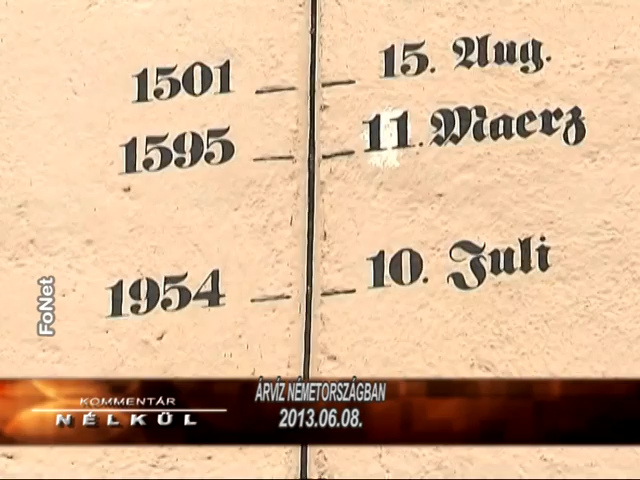 1501 — — 15. Aug.
1595 — — 11. Maerz
1954 — — 10. Juli
FoNet
KOMMENTÁR
NÉLKÜL
ÁRVÍZ NÉMETORSZÁGBAN
2013.06.08.